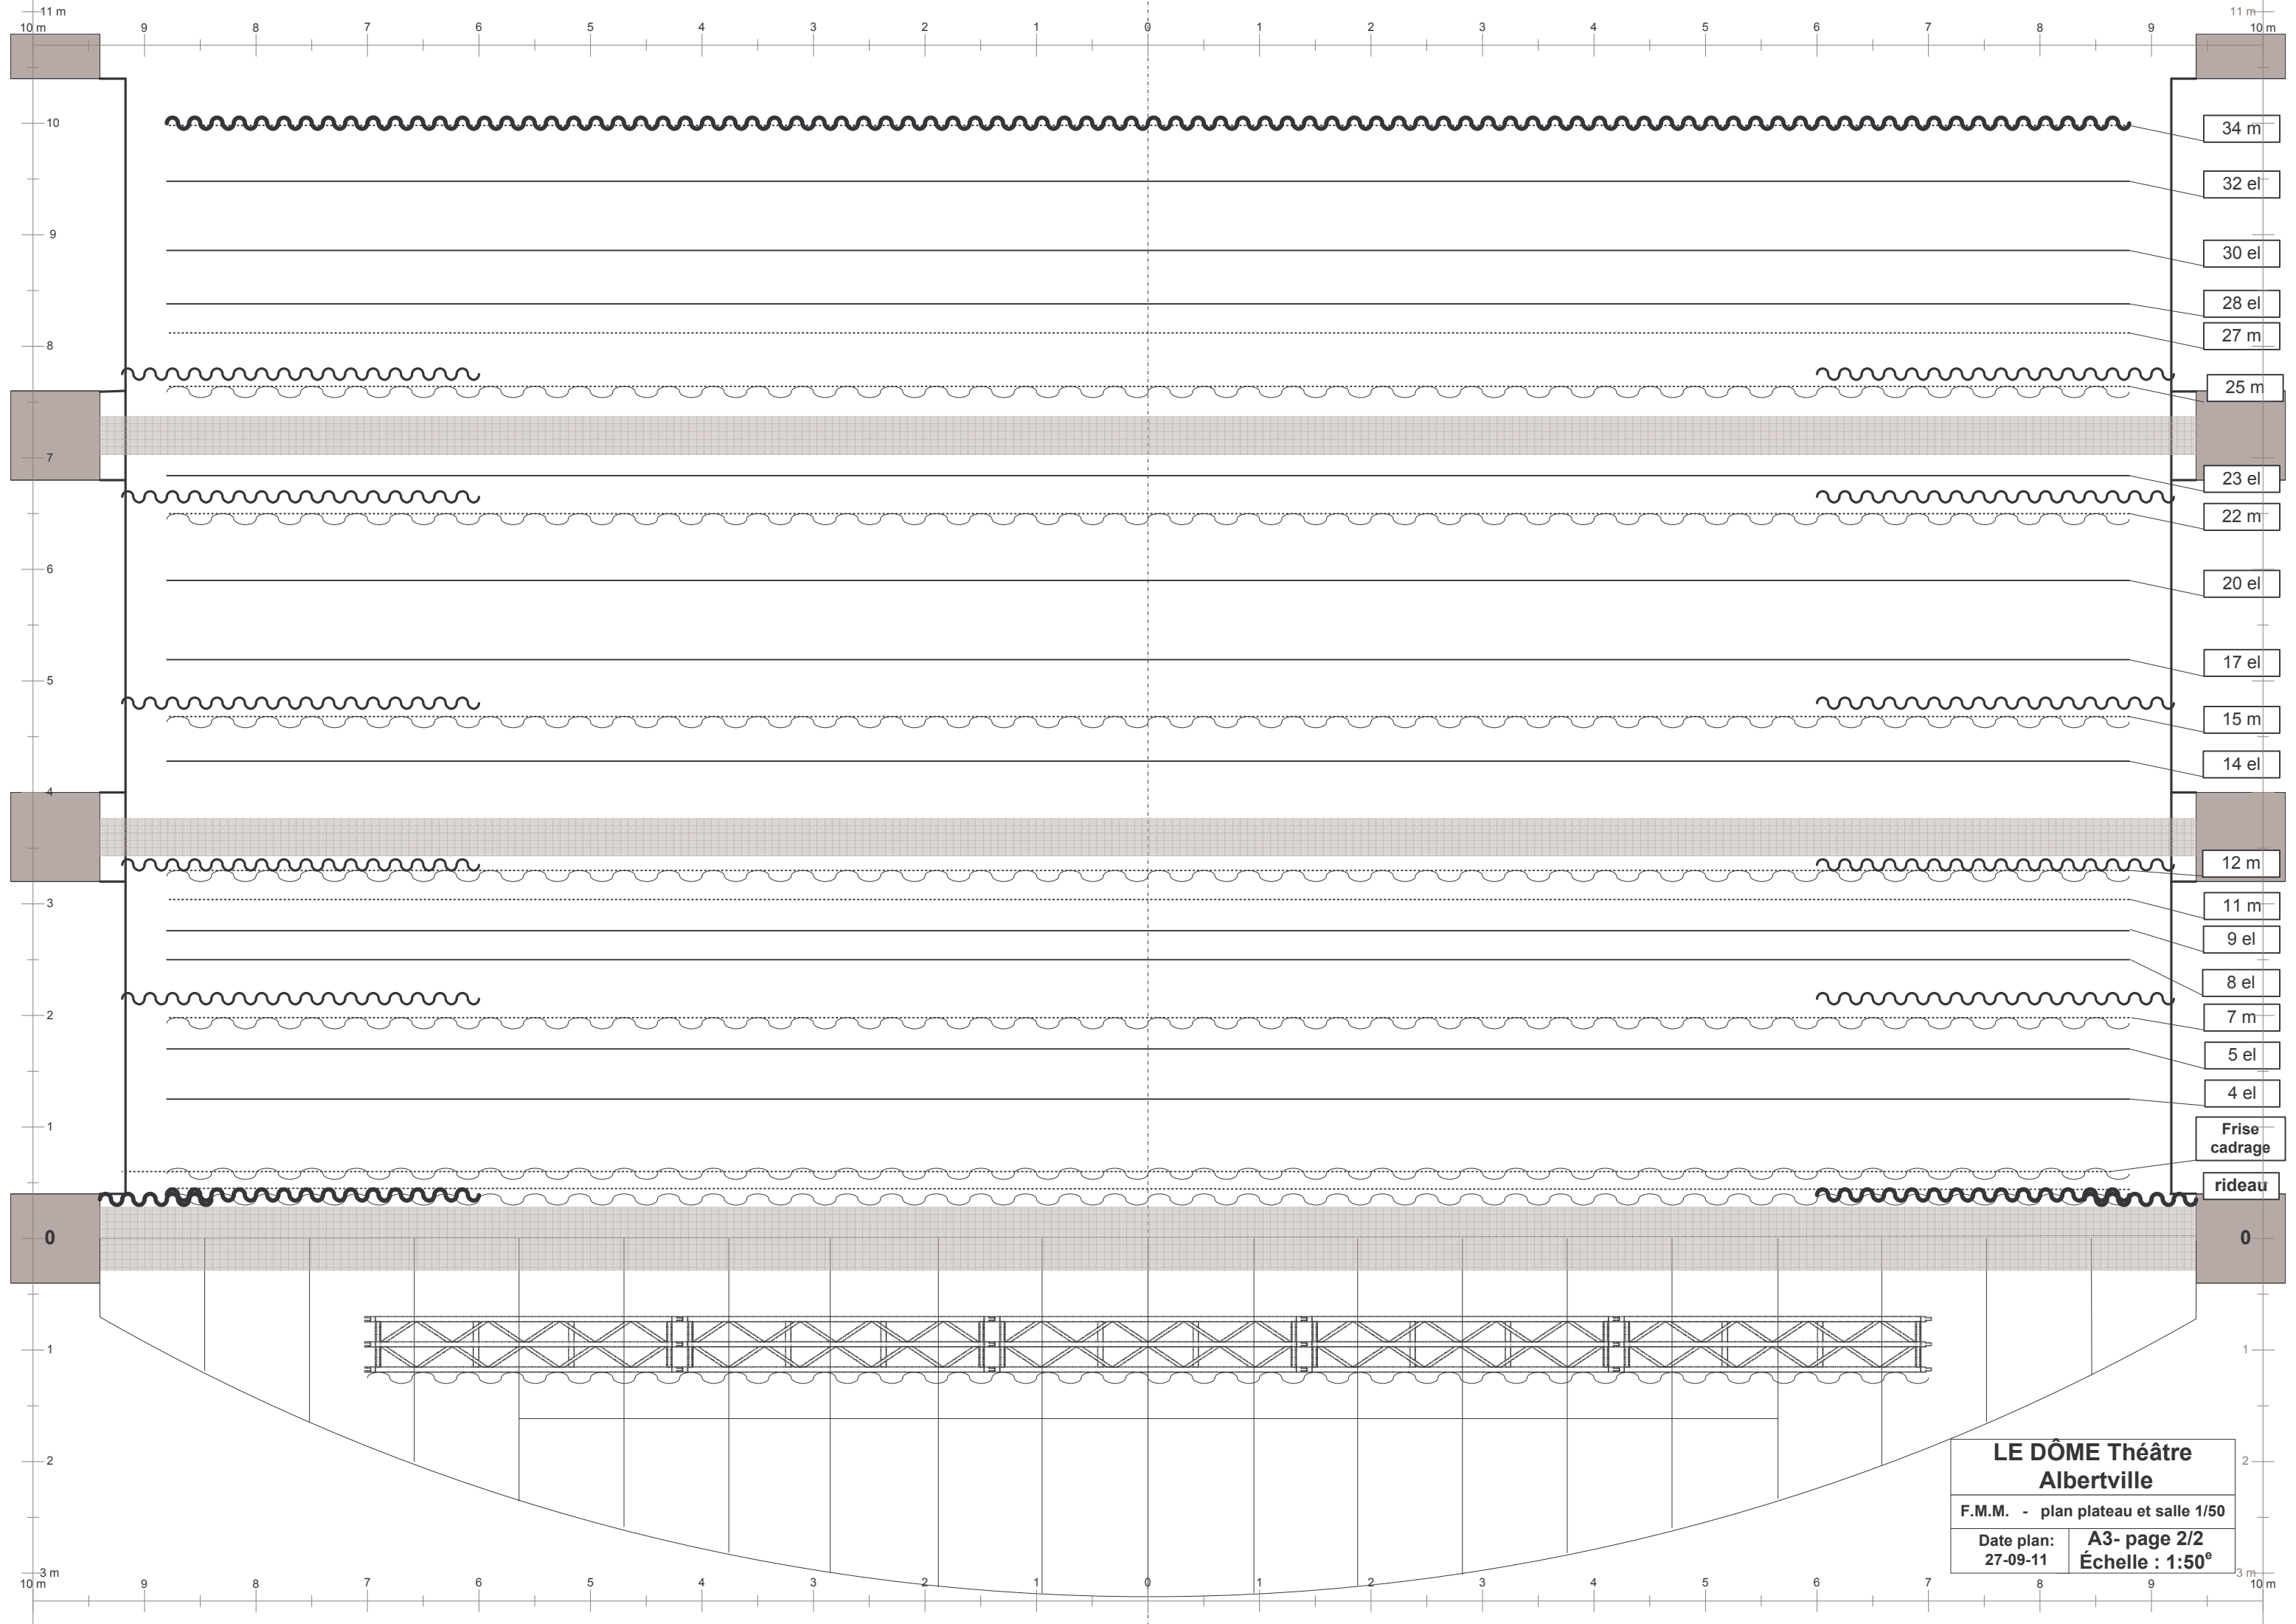 11 m 11 m
10 m 9 8 7 6 5 4 3 2 1 0 1 2 3 4 5 6 7 8 9 10 m
10 34 m
32 el
9
30 el
28 el
27 m
8
25 m
7
23 el
22 m
6
20 el
17 el
5
15 m
14 el
4
12 m
3
11 m
9 el
8 el
2
7 m
5 el
4 el
1
Frise
cadrage
rideau
0 0
1 1
LE DÔME Théâtre
Albertville
2 2
F.M.M. - plan plateau et salle 1/50
Date plan:
27-09-11
A3- page 2/2
Échelle : 1:50e
3 m 3 m
10 m 9 8 7 6 5 4 3 2 1 0 1 2 3 4 5 6 7 8 9 10 m